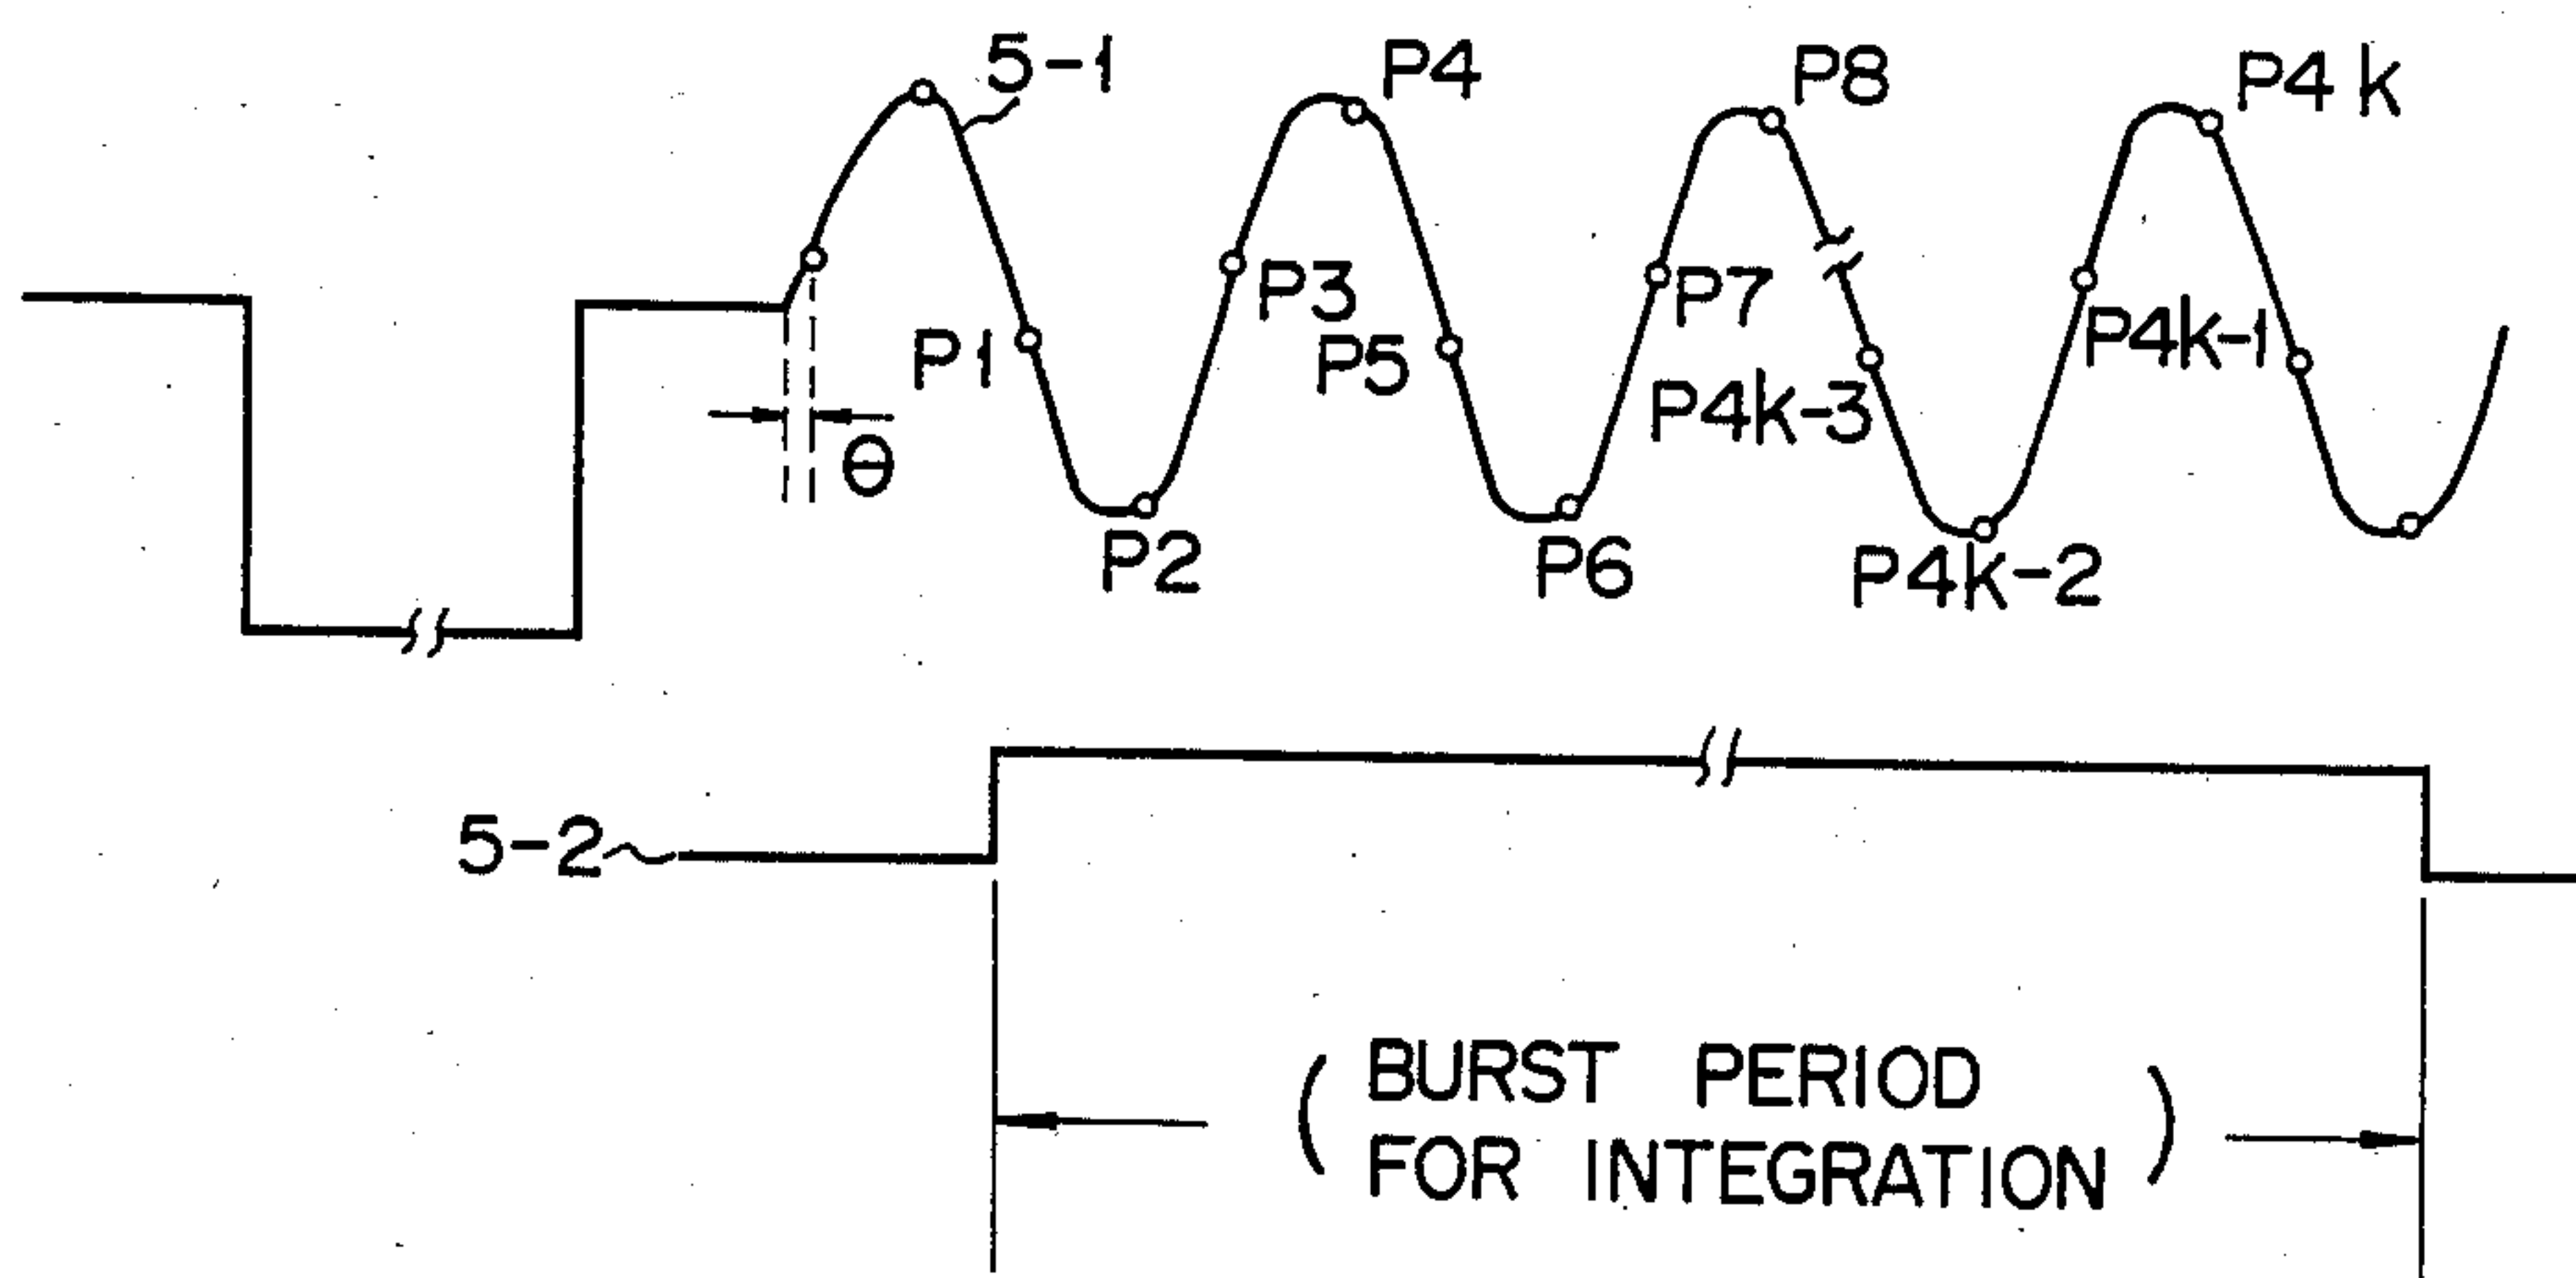 5-1
P4
P8
P4k
P3
P7
P1
P5
P4k-1
P4k-3
θ
P2
P6
P4k-2
5-2
( BURST PERIOD
FOR INTEGRATION )